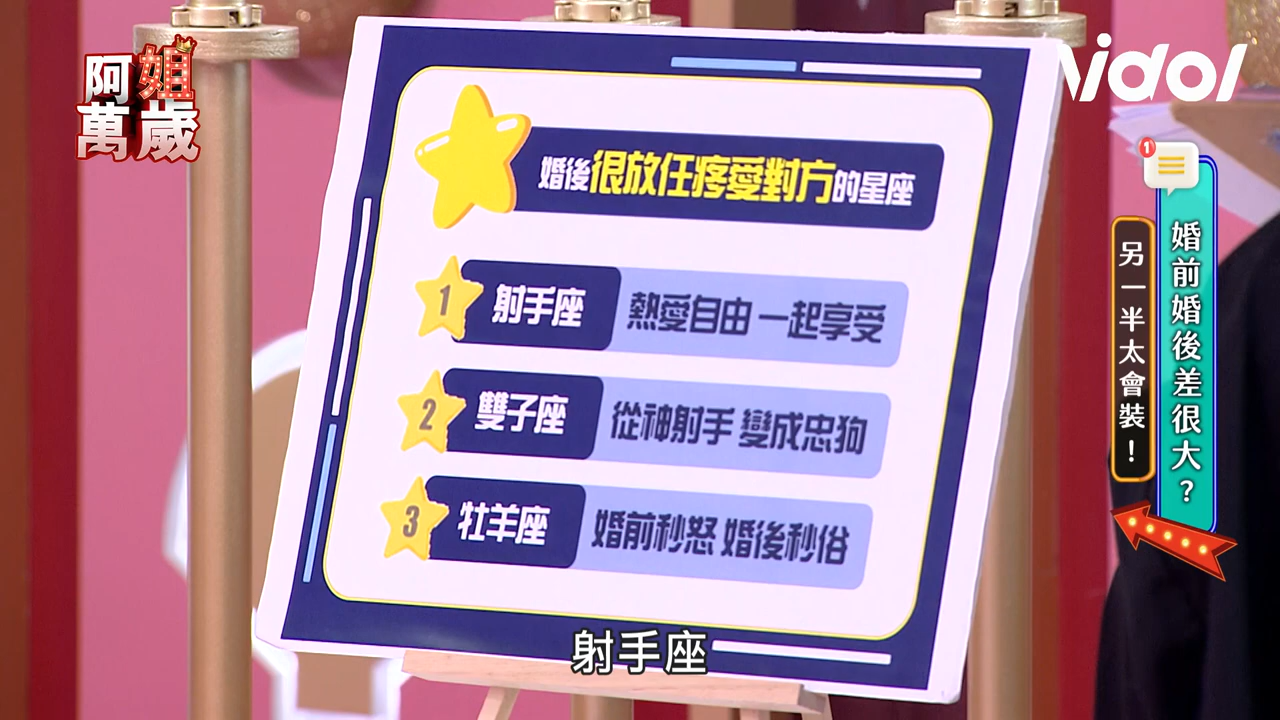 阿姐
萬歲
vidol
婚後很放任疼愛對方的星座
1 射手座 熱愛自由 一起享受
2 雙子座 從神射手 變成忠狗
3 牡羊座 婚前秒怒 婚後秒俗
1
婚前婚後差很大？
另一半太會裝！
射手座